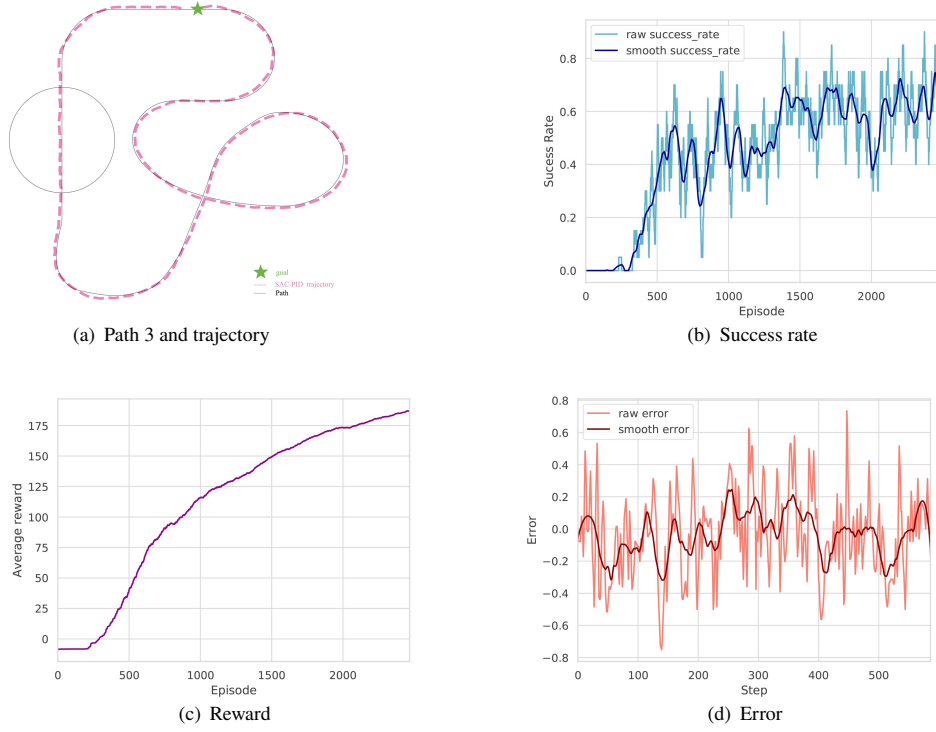 goal
SAC-PID trajectory
Path
(a) Path 3 and trajectory
raw success_rate
smooth success_rate
0.8
0.6
0.4
0.2
0.0
Sucess Rate
0 500 1000 1500 2000
Episode
(b) Success rate
175
150
125
100
75
50
25
0
Average reward
0 500 1000 1500 2000
Episode
(c) Reward
raw error
smooth error
0.8
0.6
0.4
0.2
0.0
−0.2
−0.4
−0.6
−0.8
Error
0 100 200 300 400 500
Step
(d) Error